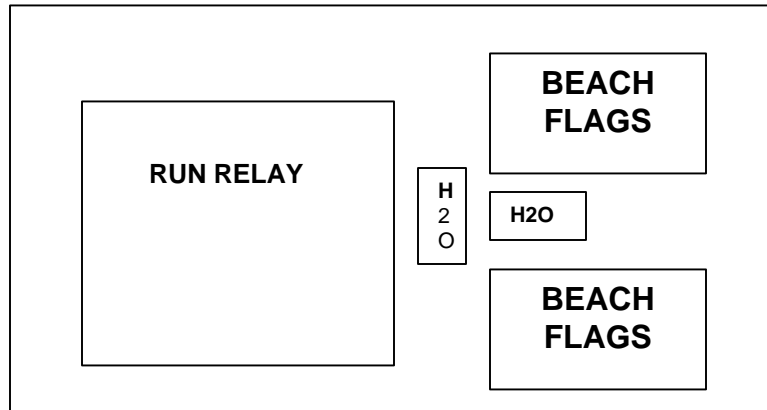 RUN RELAY
H
2
O
BEACH
FLAGS
H2O
BEACH
FLAGS